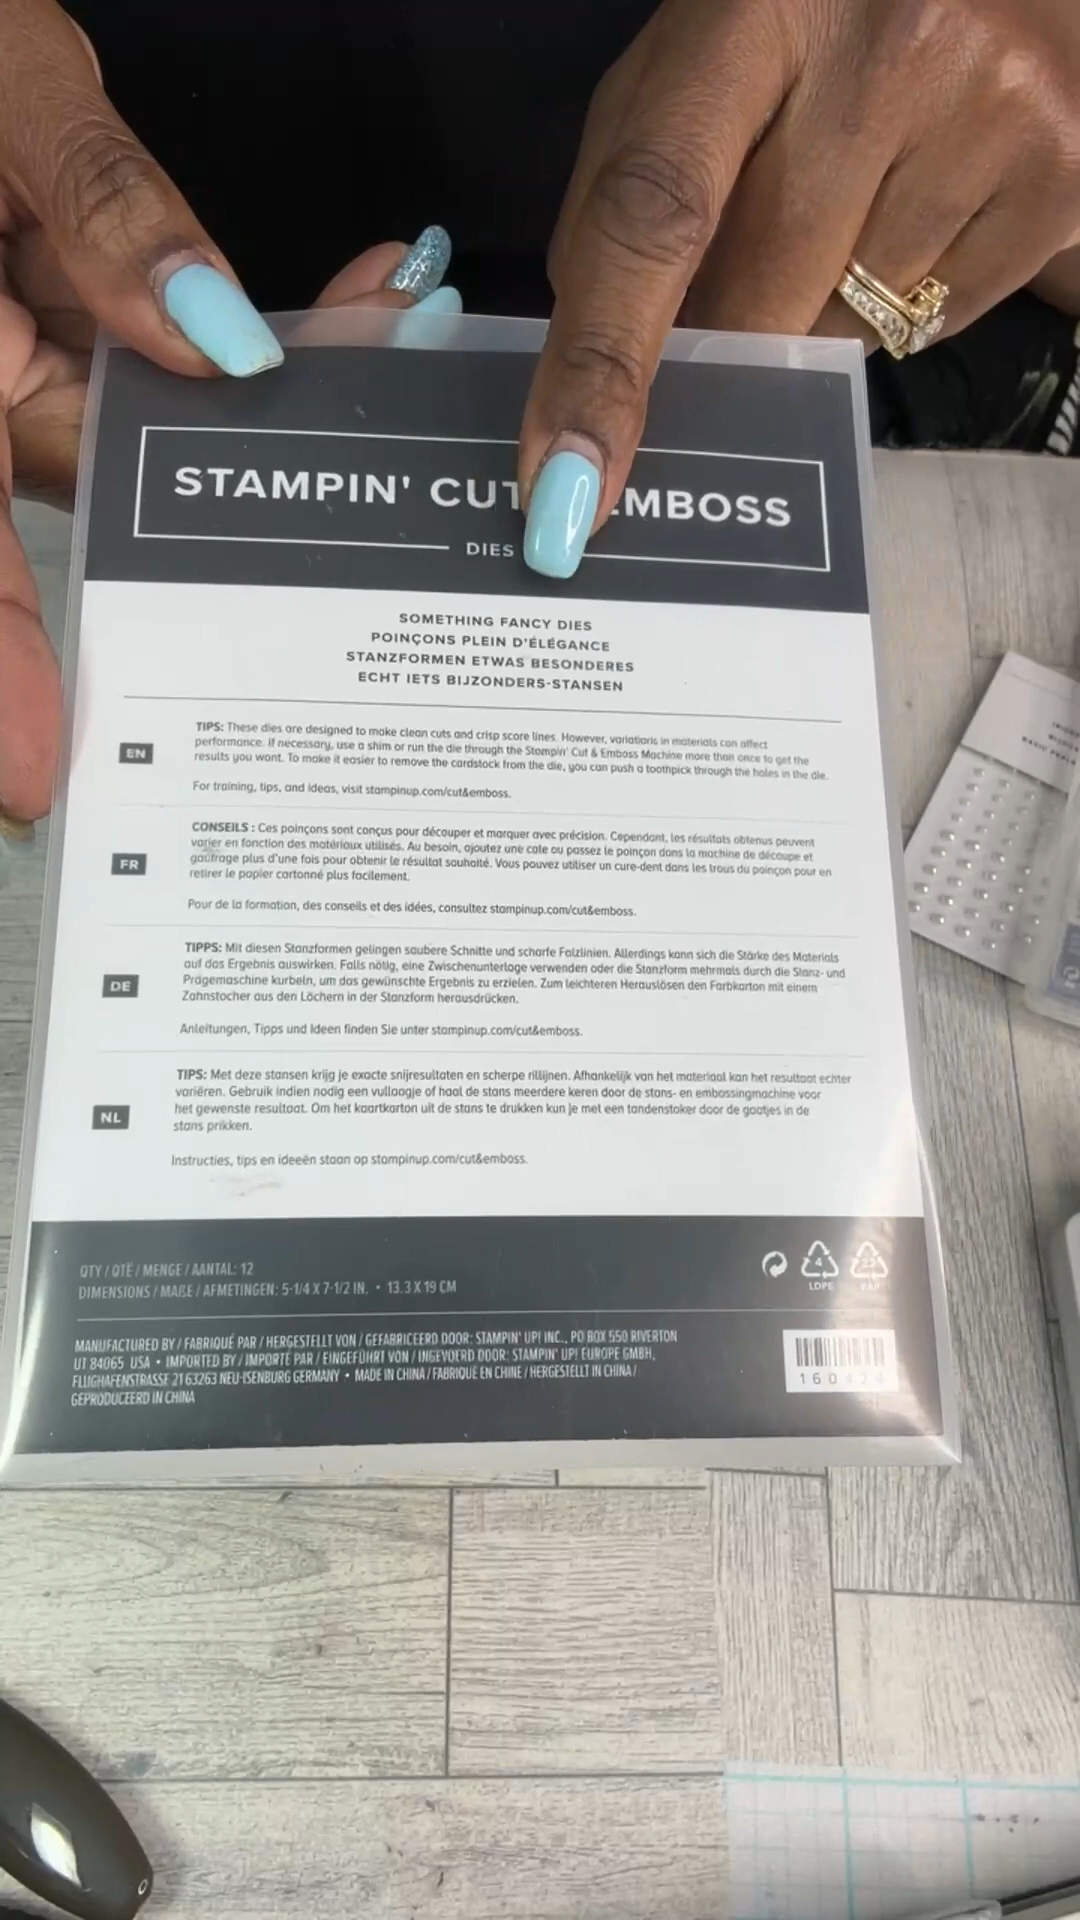 STAMPIN' CUT EMBOSS
DIES
SOMETHING FANCY DIES
POINÇONS PLEIN D'ÉLÉGANCE
STANZFORMEN ETWAS BESONDERES
ECHT IETS BIJZONDERS-STANSEN
EN
TIPS: These dies are designed to make clean cuts and crisp score lines. However, variations in materials can affect
performance. If necessary, use a shim or run the die through the Stampin' Cut & Emboss Machine more than once to get the
results you want. To make it easier to remove the cardstock from the die, you can push a toothpick through the holes in the die.
For training, tips, and ideas, visit stampinup.com/cut&emboss.
FR
CONSEILS : Ces poinçons sont conçus pour découper et marquer avec précision. Cependant, les résultats obtenus peuvent
varier en fonction des matériaux utilisés. Au besoin, ajoutez une cale ou passez le poinçon dans la machine de découpe et
gaufrage plus d'une fois pour obtenir le résultat souhaité. Vous pouvez utiliser un cure-dent dans les trous du poinçon pour en
retirer le papier cartonné plus facilement.
Pour de la formation, des conseils et des idées, consultez stampinup.com/cut&emboss.
DE
TIPPS: Mit diesen Stanzformen gelingen saubere Schnitte und scharfe Falzlinien. Allerdings kann sich die Stärke des Materials
auf das Ergebnis auswirken. Falls nötig, eine Zwischenunterlage verwenden oder die Stanzform mehrmals durch die Stanz- und
Prägemaschine kurbeln, um das gewünschte Ergebnis zu erzielen. Zum leichteren Herauslösen den Farbkarton mit einem
Zahnstocher aus den Löchern in der Stanzform herausdrücken.
Anleitungen, Tipps und Ideen finden Sie unter stampinup.com/cut&emboss.
NL
TIPS: Met deze stansen krijg je exacte snijresultaten en scherpe rillijnen. Afhankelijk van het materiaal kan het resultaat echter
variëren. Gebruik indien nodig een vullaagje of haal de stans meerdere keren door de stans- en embossingmachine voor
het gewenste resultaat. Om het kaartkarton uit de stans te drukken kun je met een tandenstoker door de gaatjes in de
stans prikken.
Instructies, tips en ideeën staan op stampinup.com/cut&emboss.
QTY / QTÉ / MENGE / AANTAL: 12
DIMENSIONS / MAßE / AFMETINGEN: 5-1/4 X 7-1/2 IN. • 13.3 X 19 CM
4
LDPE
PAP
MANUFACTURED BY / FABRIQUÉ PAR / HERGESTELLT VON / GEFABRICEERD DOOR: STAMPIN' UP! INC., PO BOX 550 RIVERTON
UT 84065 USA • IMPORTED BY / IMPORTÉ PAR / EINGEFÜHRT VON / INGEVOERD DOOR: STAMPIN' UP! EUROPE GMBH,
FLUGHAFENSTRASSE 21 63263 NEU-ISENBURG GERMANY • MADE IN CHINA / FABRIQUÉ EN CHINE / HERGESTELLT IN CHINA /
GEPRODUCEERD IN CHINA